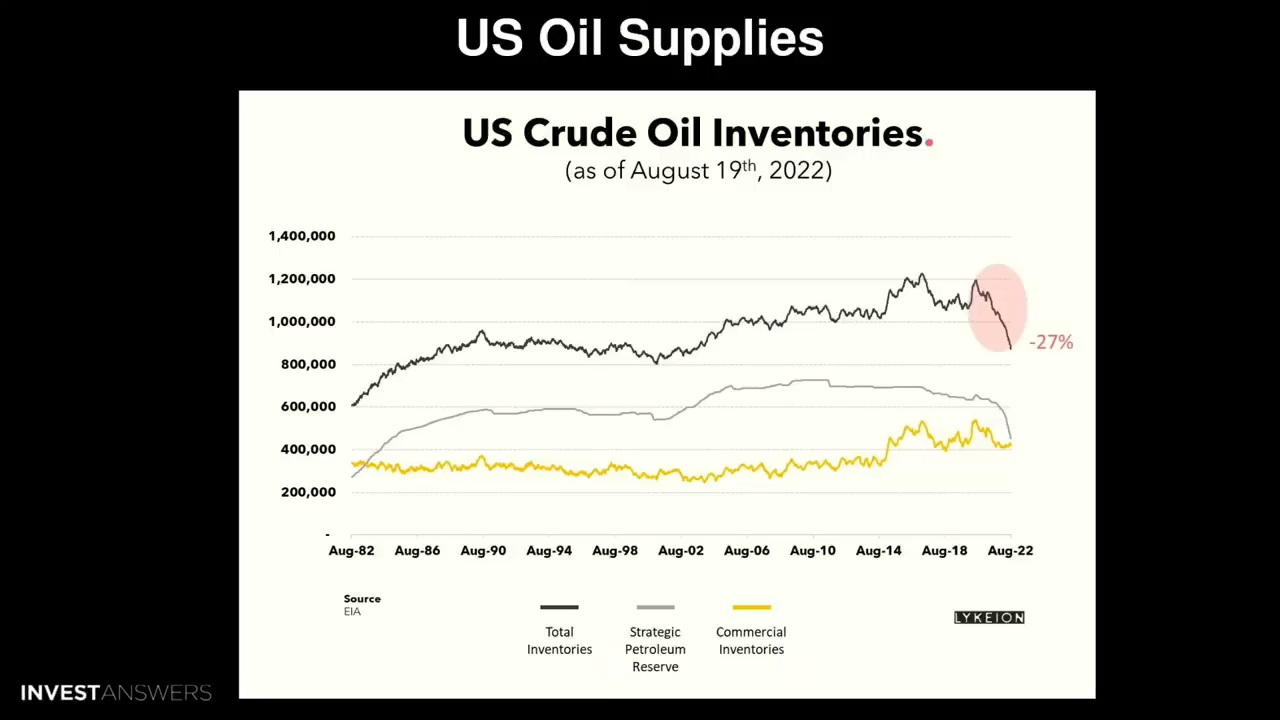 US Oil Supplies
US Crude Oil Inventories.
(as of August 19th, 2022)
1,400,000
1,200,000
1,000,000
800,000
600,000
400,000
200,000
-
-27%
Aug-82 Aug-86 Aug-90 Aug-94 Aug-98 Aug-02 Aug-06 Aug-10 Aug-14 Aug-18 Aug-22
Source
EIA
Total
Inventories
Strategic
Petroleum
Reserve
Commercial
Inventories
LYKEION
INVESTANSWERS